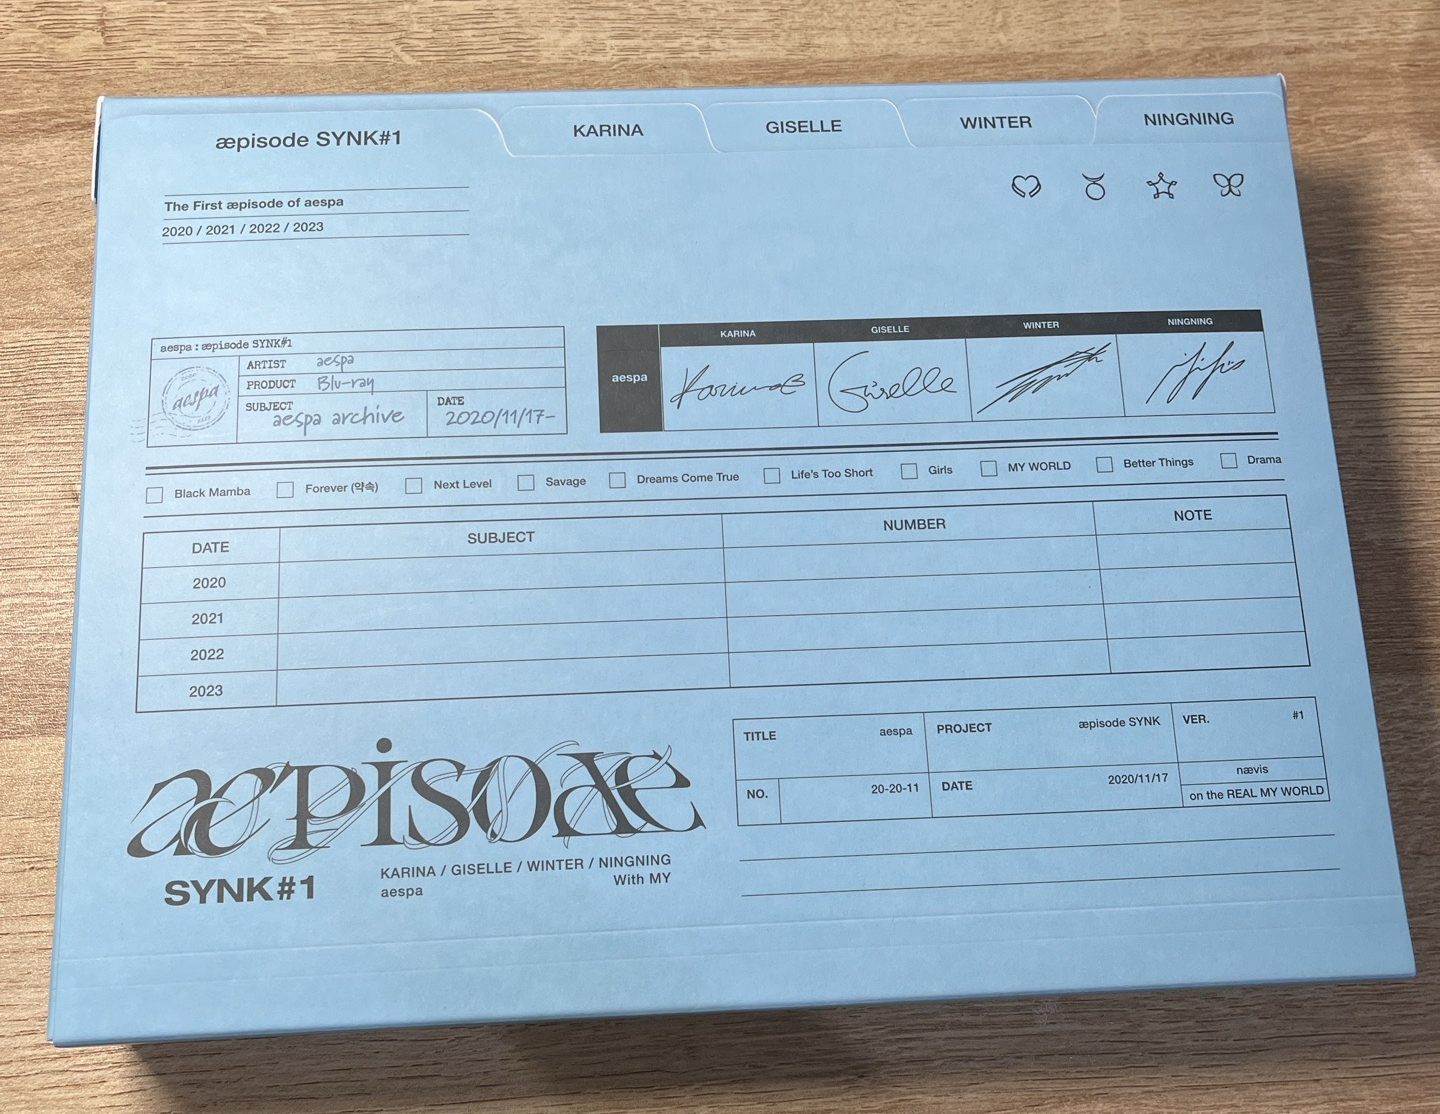 æpisode SYNK#1
KARINA
GISELLE
WINTER
NINGNING
The First æpisode of aespa
2020 / 2021 / 2022 / 2023
aespa : æpisode SYNK#1
aespa
ARTIST aespa
PRODUCT Blu-ray
SUBJECT aespa archive
DATE 2020/11/17-
aespa
KARINA GISELLE WINTER NINGNING
Karina Giselle
Black Mamba Forever (약속) Next Level Savage Dreams Come True Life's Too Short Girls MY WORLD Better Things Drama
DATE SUBJECT NUMBER NOTE
2020
2021
2022
2023
æpisode
SYNK#1
KARINA / GISELLE / WINTER / NINGNING
aespa With MY
TITLE aespa PROJECT æpisode SYNK VER. #1
NO. 20-20-11 DATE 2020/11/17 nævis
on the REAL MY WORLD